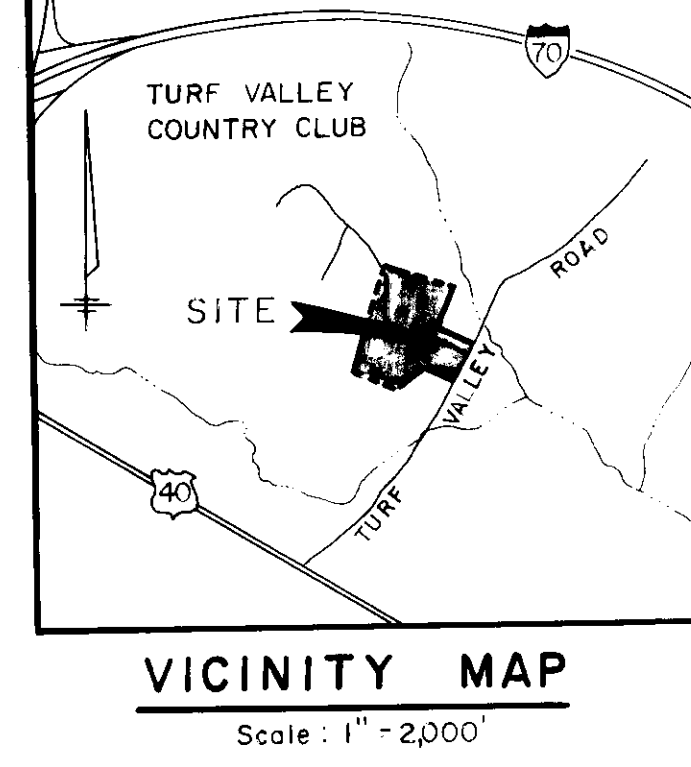 70
TURF VALLEY
COUNTRY CLUB
ROAD
SITE
VALLEY
40
TURF
VICINITY MAP
Scale : 1" = 2,000'